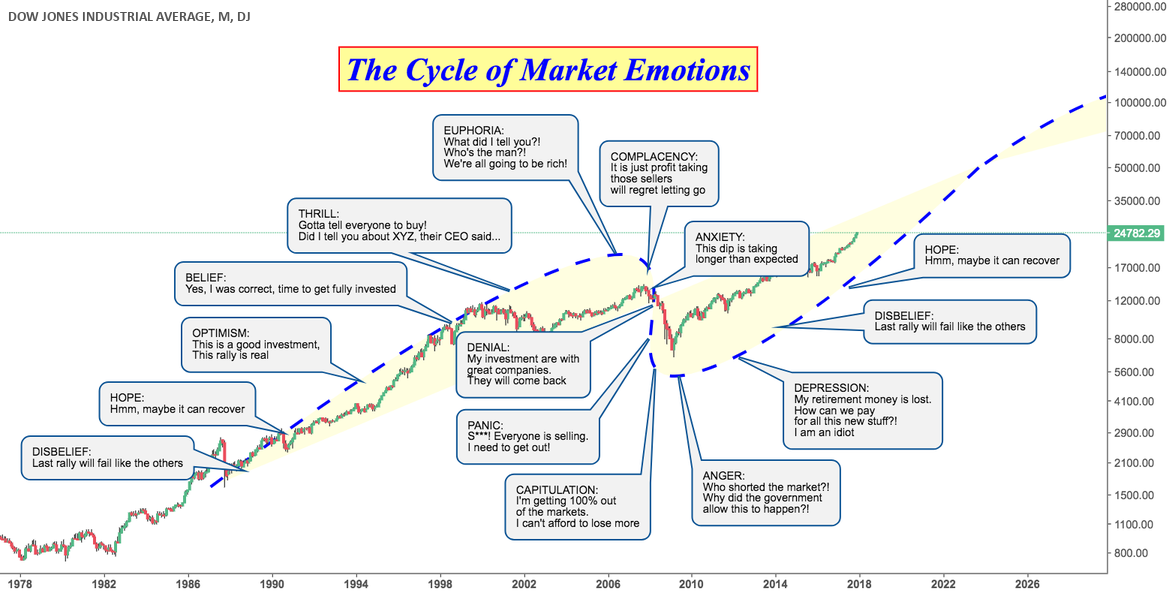 DOW JONES INDUSTRIAL AVERAGE, M, DJ
The Cycle of Market Emotions
EUPHORIA:
What did I tell you?!
Who's the man?!
We're all going to be rich!
COMPLACENCY:
It is just profit taking
those sellers
will regret letting go
THRILL:
Gotta tell everyone to buy!
Did I tell you about XYZ, their CEO said...
ANXIETY:
This dip is taking
longer than expected
HOPE:
Hmm, maybe it can recover
BELIEF:
Yes, I was correct, time to get fully invested
DISBELIEF:
Last rally will fail like the others
OPTIMISM:
This is a good investment,
This rally is real
DENIAL:
My investment are with
great companies.
They will come back
HOPE:
Hmm, maybe it can recover
DEPRESSION:
My retirement money is lost.
How can we pay
for all this new stuff?!
I am an idiot
PANIC:
S***! Everyone is selling.
I need to get out!
DISBELIEF:
Last rally will fail like the others
ANGER:
Who shorted the market?!
Why did the government
allow this to happen?!
CAPITULATION:
I'm getting 100% out
of the markets.
I can't afford to lose more
280000.00
200000.00
140000.00
100000.00
70000.00
50000.00
35000.00
24782.29
17000.00
12000.00
8000.00
5600.00
4100.00
2900.00
2100.00
1500.00
1100.00
800.00
1978 1982 1986 1990 1994 1998 2002 2006 2010 2014 2018 2022 2026